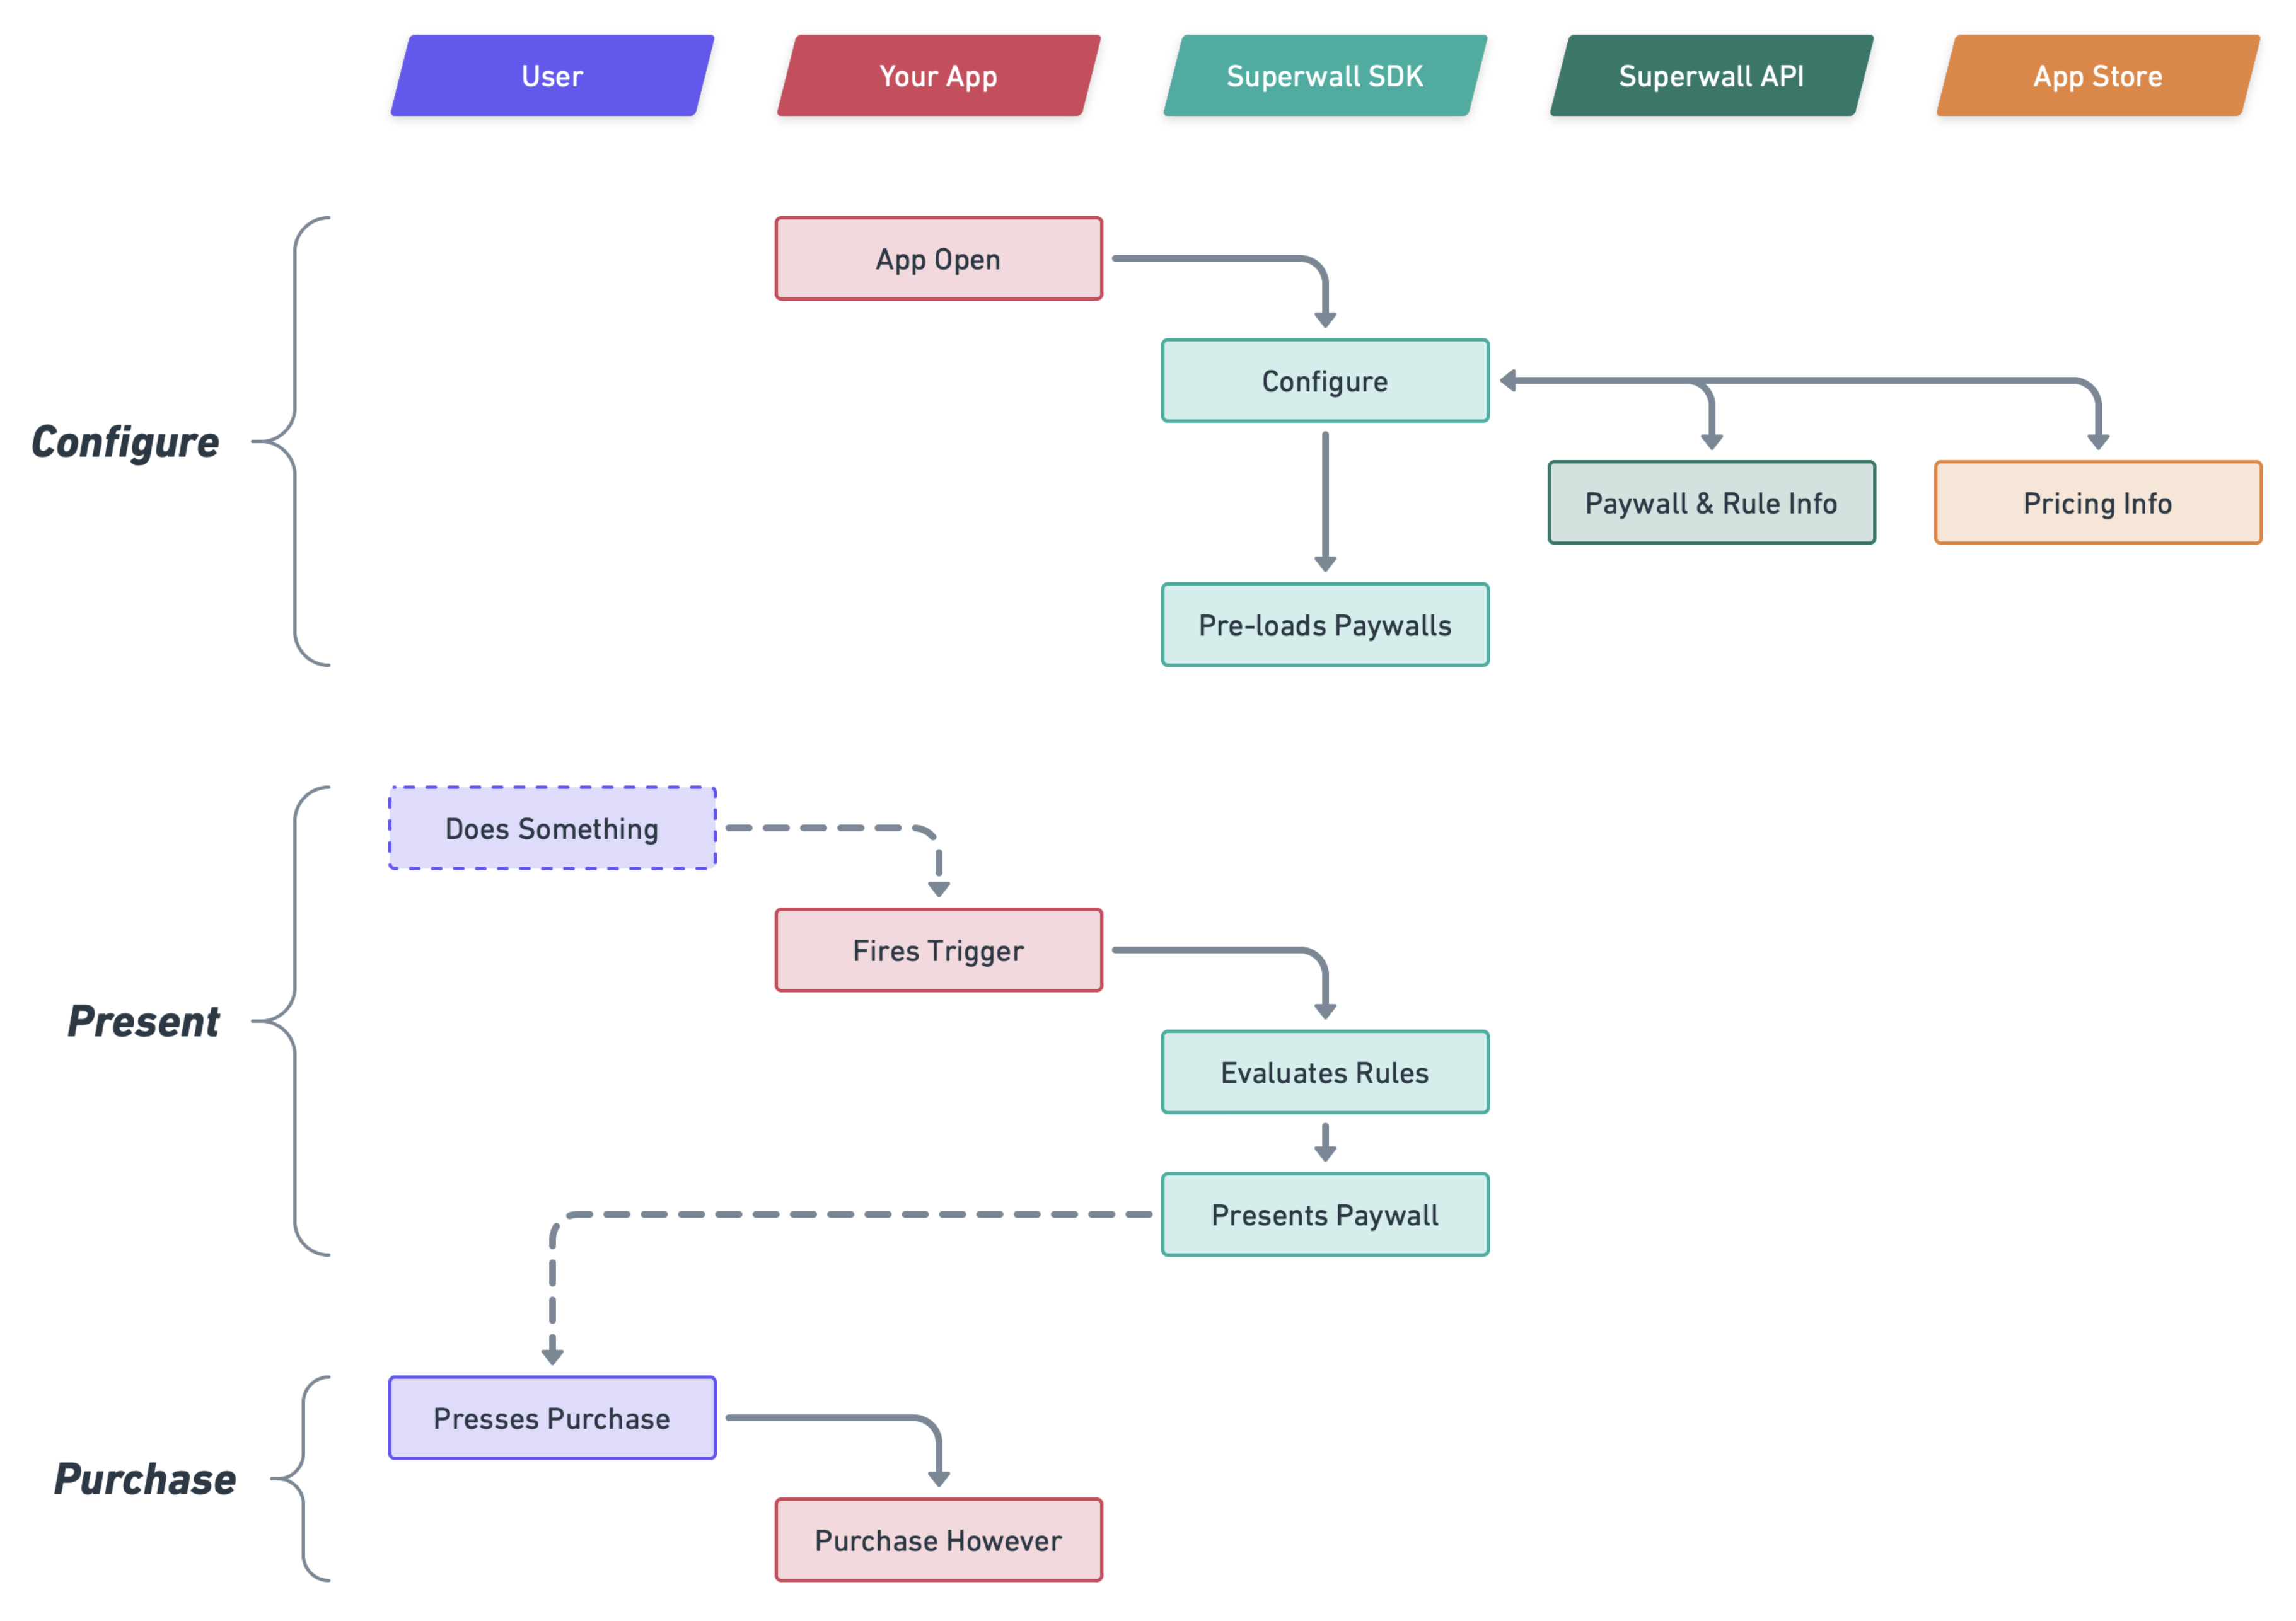 User
Your App
Superwall SDK
Superwall API
App Store
App Open
Configure
Configure
Paywall & Rule Info
Pricing Info
Pre-loads Paywalls
Does Something
Fires Trigger
Present
Evaluates Rules
Presents Paywall
Presses Purchase
Purchase
Purchase However